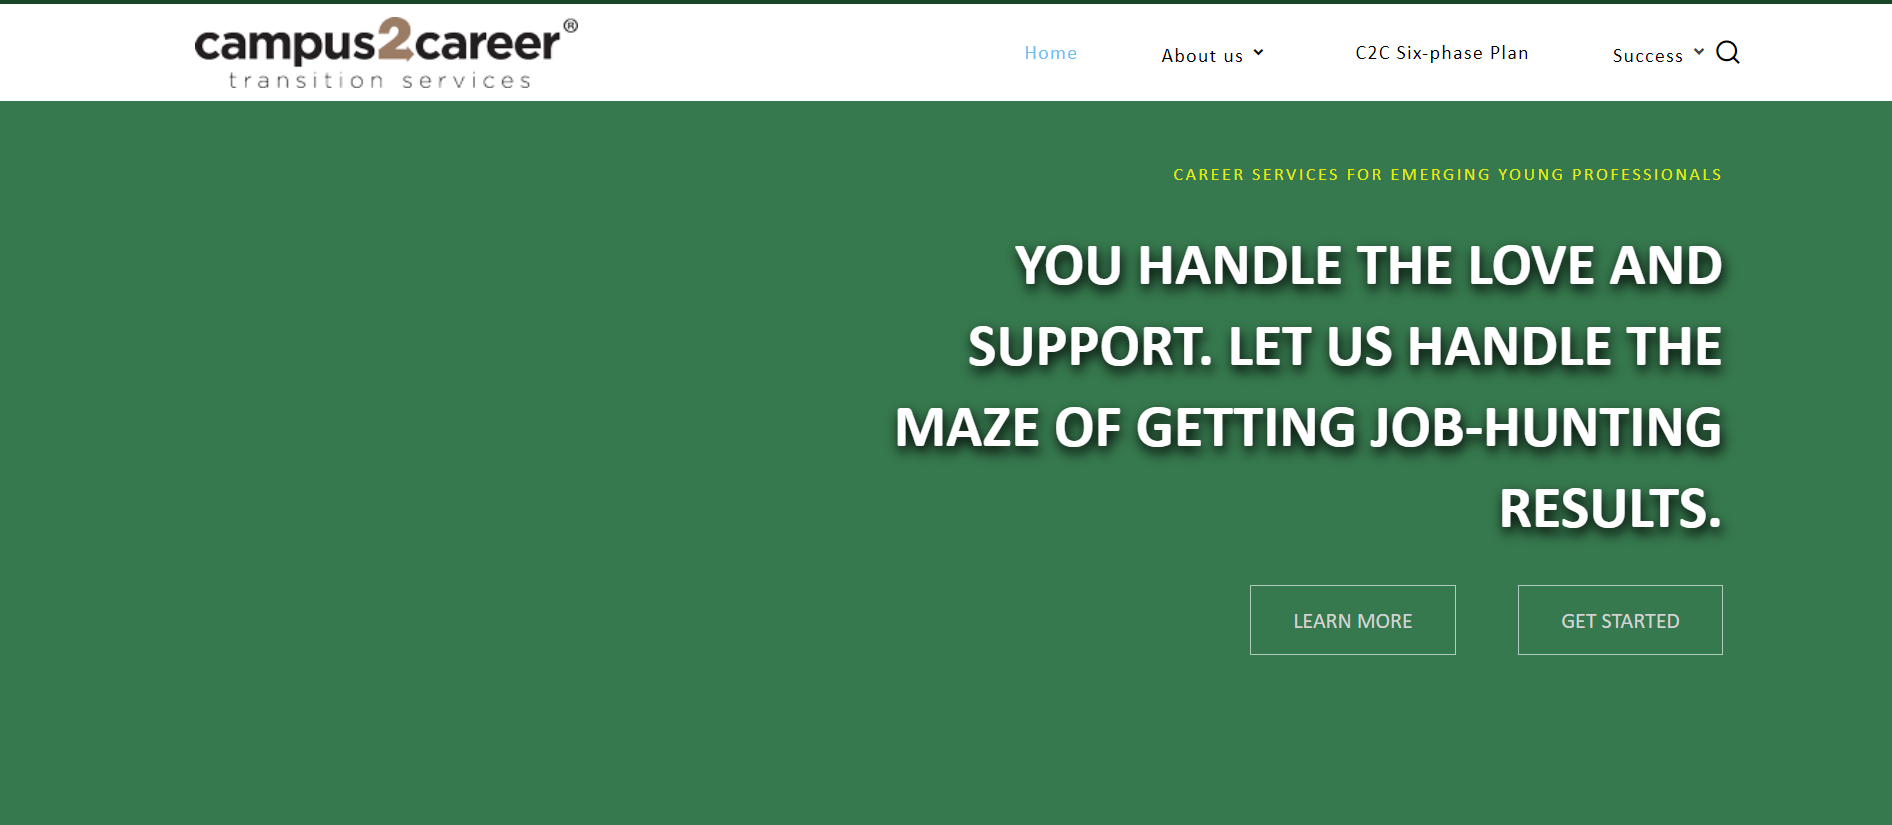 campus2career®
transition services
Home
About us
C2C Six-phase Plan
Success
CAREER SERVICES FOR EMERGING YOUNG PROFESSIONALS
YOU HANDLE THE LOVE AND
SUPPORT. LET US HANDLE THE
MAZE OF GETTING JOB-HUNTING
RESULTS.
LEARN MORE
GET STARTED